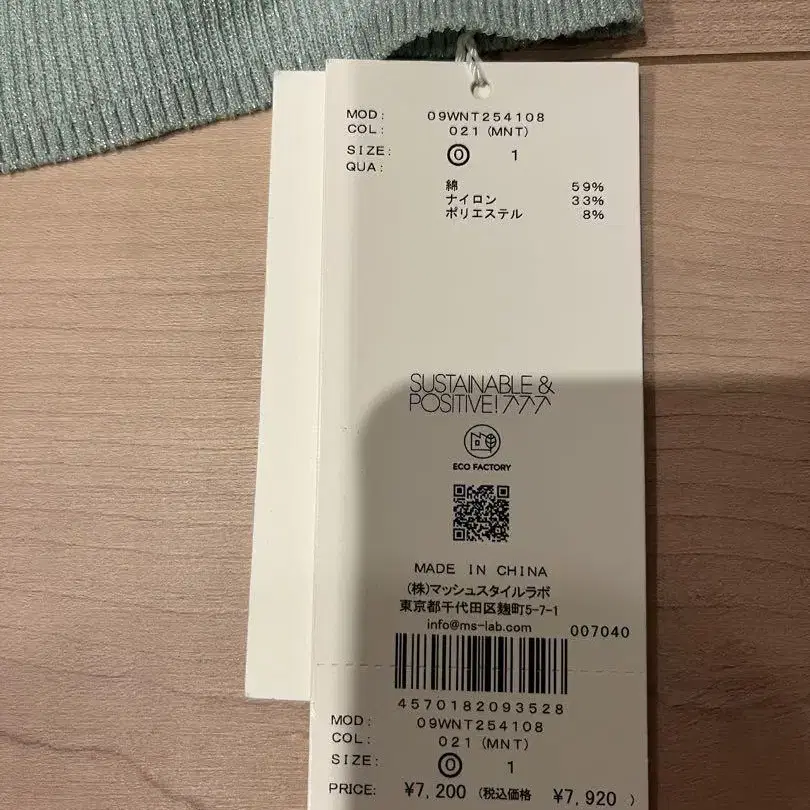 MOD: 09WNT254108
COL: 021 (MNT)
SIZE: 0 1
QUA:
綿 59%
ナイロン 33%
ポリエステル 8%
SUSTAINABLE &
POSITIVE!
ECO FACTORY
MADE IN CHINA
(株)マッシュスタイルラボ
東京都千代田区麹町5-7-1
info@ms-lab.com 007040
4570182093528
MOD: 09WNT254108
COL: 021 (MNT)
SIZE: 0 1
PRICE: ¥7,200 (税込価格 ¥7,920 )